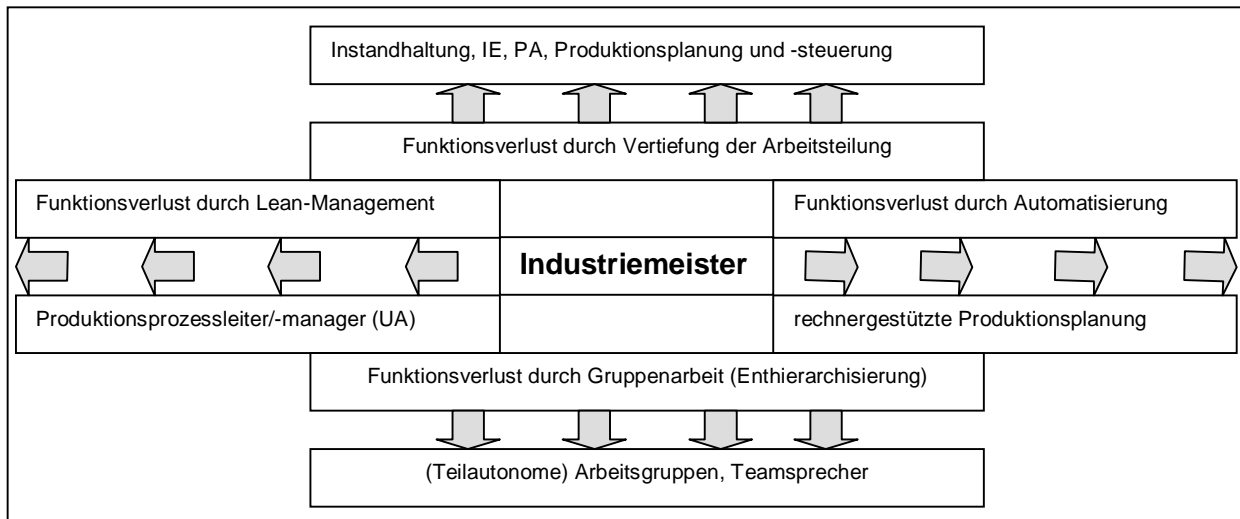 Instandhaltung, IE, PA, Produktionsplanung und -steuerung
Funktionsverlust durch Vertiefung der Arbeitsteilung
Funktionsverlust durch Lean-Management
Funktionsverlust durch Automatisierung
Industriemeister
Produktionsprozessleiter/-manager (UA)
rechnergestützte Produktionsplanung
Funktionsverlust durch Gruppenarbeit (Enthierarchisierung)
(Teilautonome) Arbeitsgruppen, Teamsprecher